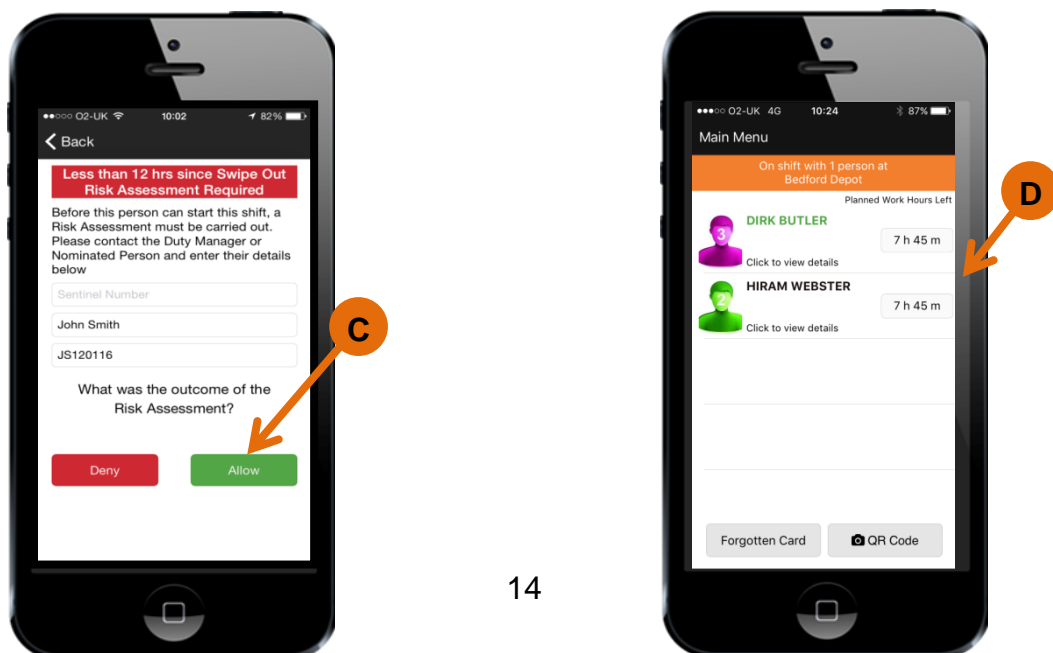 O2-UK 10:02 82%
Back
Less than 12 hrs since Swipe Out
Risk Assessment Required
Before this person can start this shift, a
Risk Assessment must be carried out.
Please contact the Duty Manager or
Nominated Person and enter their details
below
Sentinel Number
John Smith
JS120116
What was the outcome of the
Risk Assessment?
Deny Allow
C
14
O2-UK 4G 10:24 87%
Main Menu
On shift with 1 person at
Bedford Depot
Planned Work Hours Left
3
DIRK BUTLER
7 h 45 m
Click to view details
2
HIRAM WEBSTER
7 h 45 m
Click to view details
Forgotten Card QR Code
D